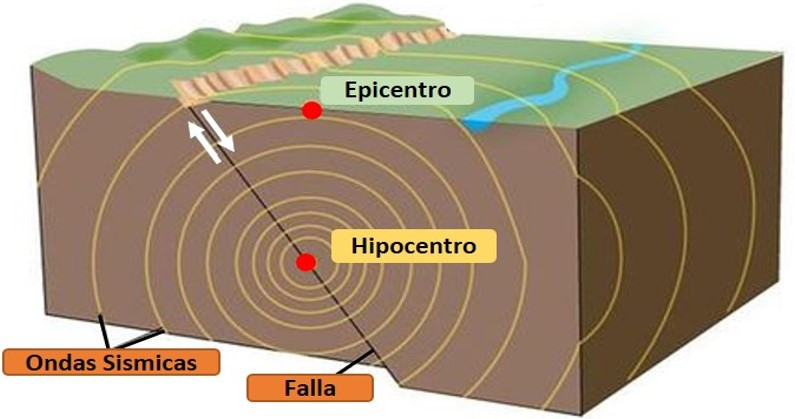 Epicentro
Hipocentro
Ondas Sismicas
Falla